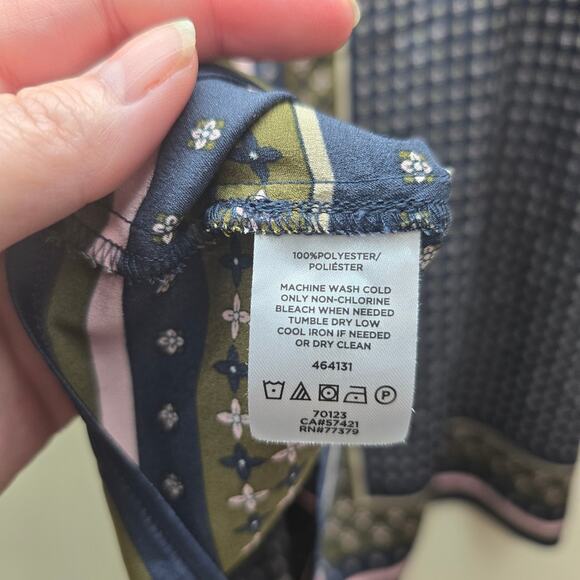 100%POLYESTER/
POLIÉSTER
MACHINE WASH COLD
ONLY NON-CHLORINE
BLEACH WHEN NEEDED
TUMBLE DRY LOW
COOL IRON IF NEEDED
OR DRY CLEAN
464131
P
70123
CA#57421
RN#77379